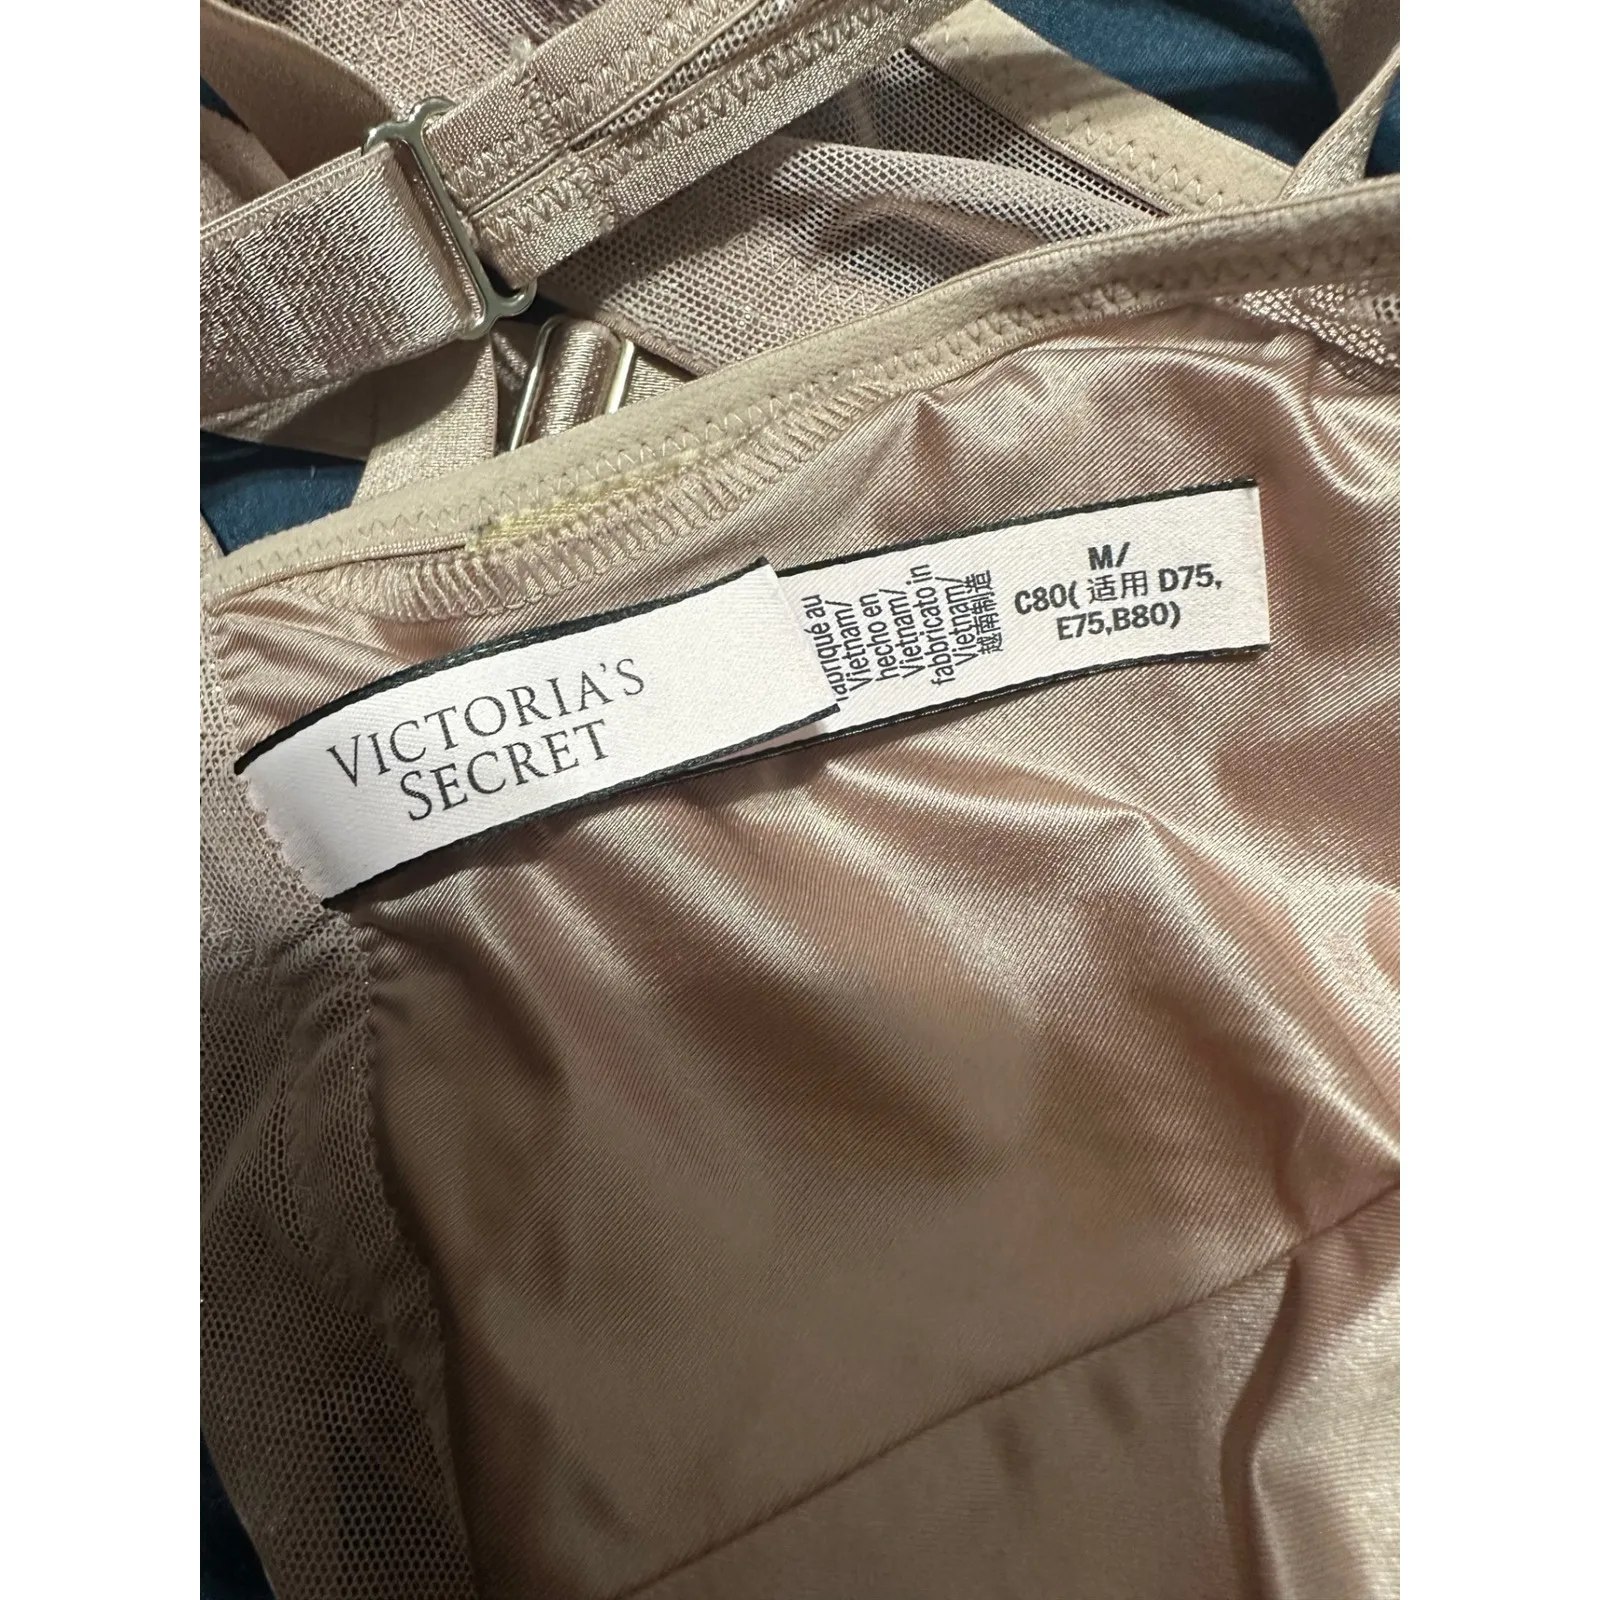 VICTORIA'S
SECRET
fabriqué au
Vietnam/
hecho en
Vietnam/
fabbricato in
Vietnam/
越南制造
M/
C80( 适用 D75,
E75,B80)